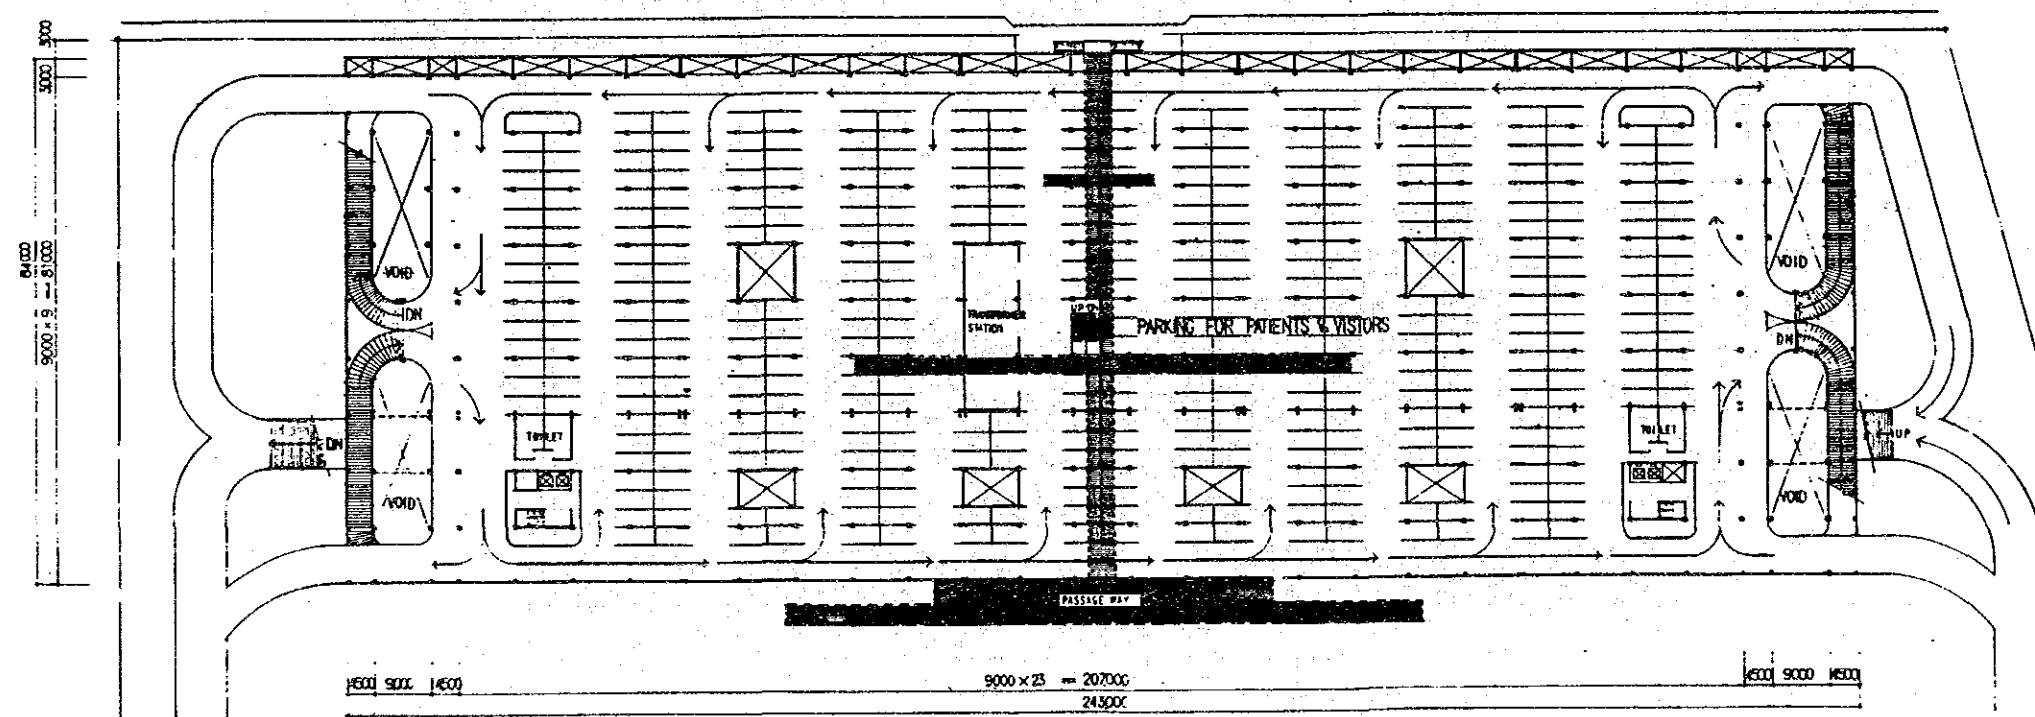 3000
84000
9000 × 9 = 81000
VOID
DN
DN
VOID
TOILET
TRANSFORMER
STATION
UP
PARKING FOR PATIENTS & VISTORS
VOID
DN
TOILET
UP
VOID
PASSAGE WAY
4500 9000 4500
9000 × 23 = 207000
4500 9000 4500
243000